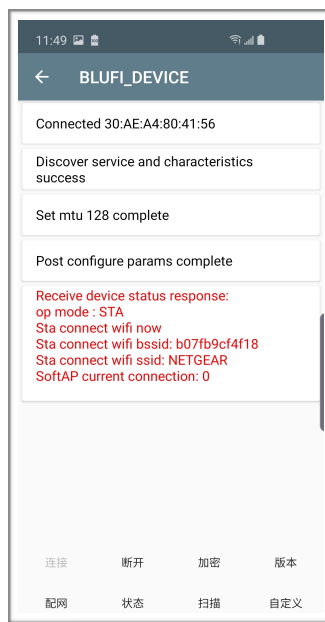 11:49
BLUFI_DEVICE
Connected 30:AE:A4:80:41:56
Discover service and characteristics
success
Set mtu 128 complete
Post configure params complete
Receive device status response:
op mode : STA
Sta connect wifi now
Sta connect wifi bssid: b07fb9cf4f18
Sta connect wifi ssid: NETGEAR
SoftAP current connection: 0
连接 断开 加密 版本
配网 状态 扫描 自定义